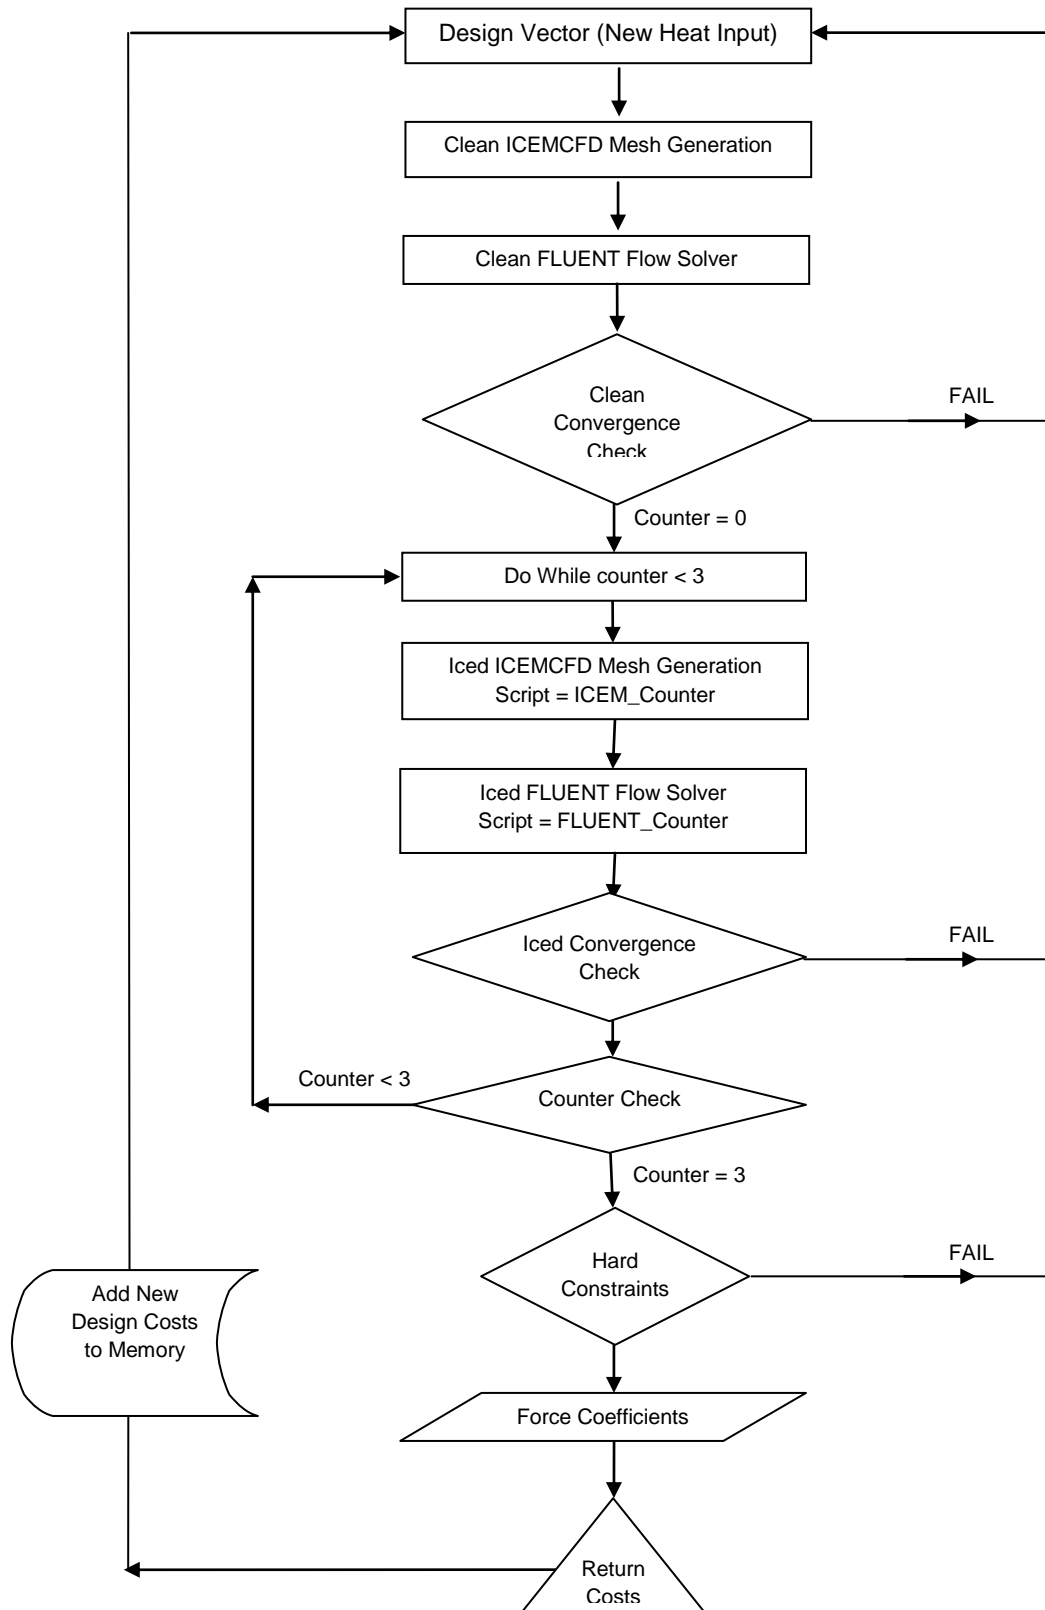 Design Vector (New Heat Input)
Clean ICEMCFD Mesh Generation
Clean FLUENT Flow Solver
Clean
Convergence
Check
FAIL
Counter = 0
Do While counter < 3
Iced ICEMCFD Mesh Generation
Script = ICEM_Counter
Iced FLUENT Flow Solver
Script = FLUENT_Counter
Iced Convergence
Check
FAIL
Counter < 3
Counter Check
Counter = 3
Hard
Constraints
FAIL
Add New
Design Costs
to Memory
Force Coefficients
Return
Costs